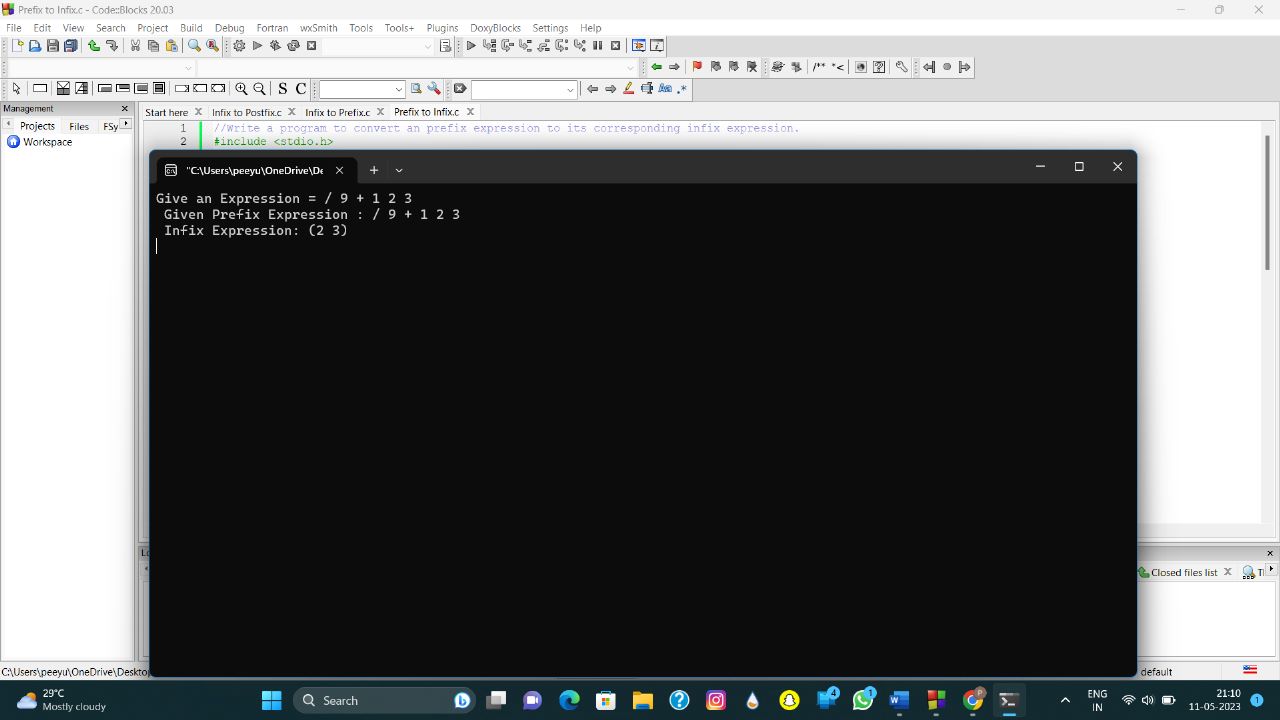 Prefix to Infix.c - Code::Blocks 20.03
File Edit View Search Project Build Debug Fortran wxSmith Tools Tools+ Plugins DoxyBlocks Settings Help
/** *<
S C
Aa .*
Management
Start here Infix to Postfix.c Infix to Prefix.c Prefix to Infix.c
Projects Files FSy
1 //Write a program to convert an prefix expression to its corresponding infix expression.
Workspace
2 #include <stdio.h>
"C:\Users\peeyu\OneDrive\De
Give an Expression = / 9 + 1 2 3
Given Prefix Expression : / 9 + 1 2 3
Infix Expression: (2 3)
Closed files list
C:\Users\peeyu\OneDrive\Deskto
default
29°C
Mostly cloudy
Search
4
1
P
ENG
IN
21:10
11-05-2023
1